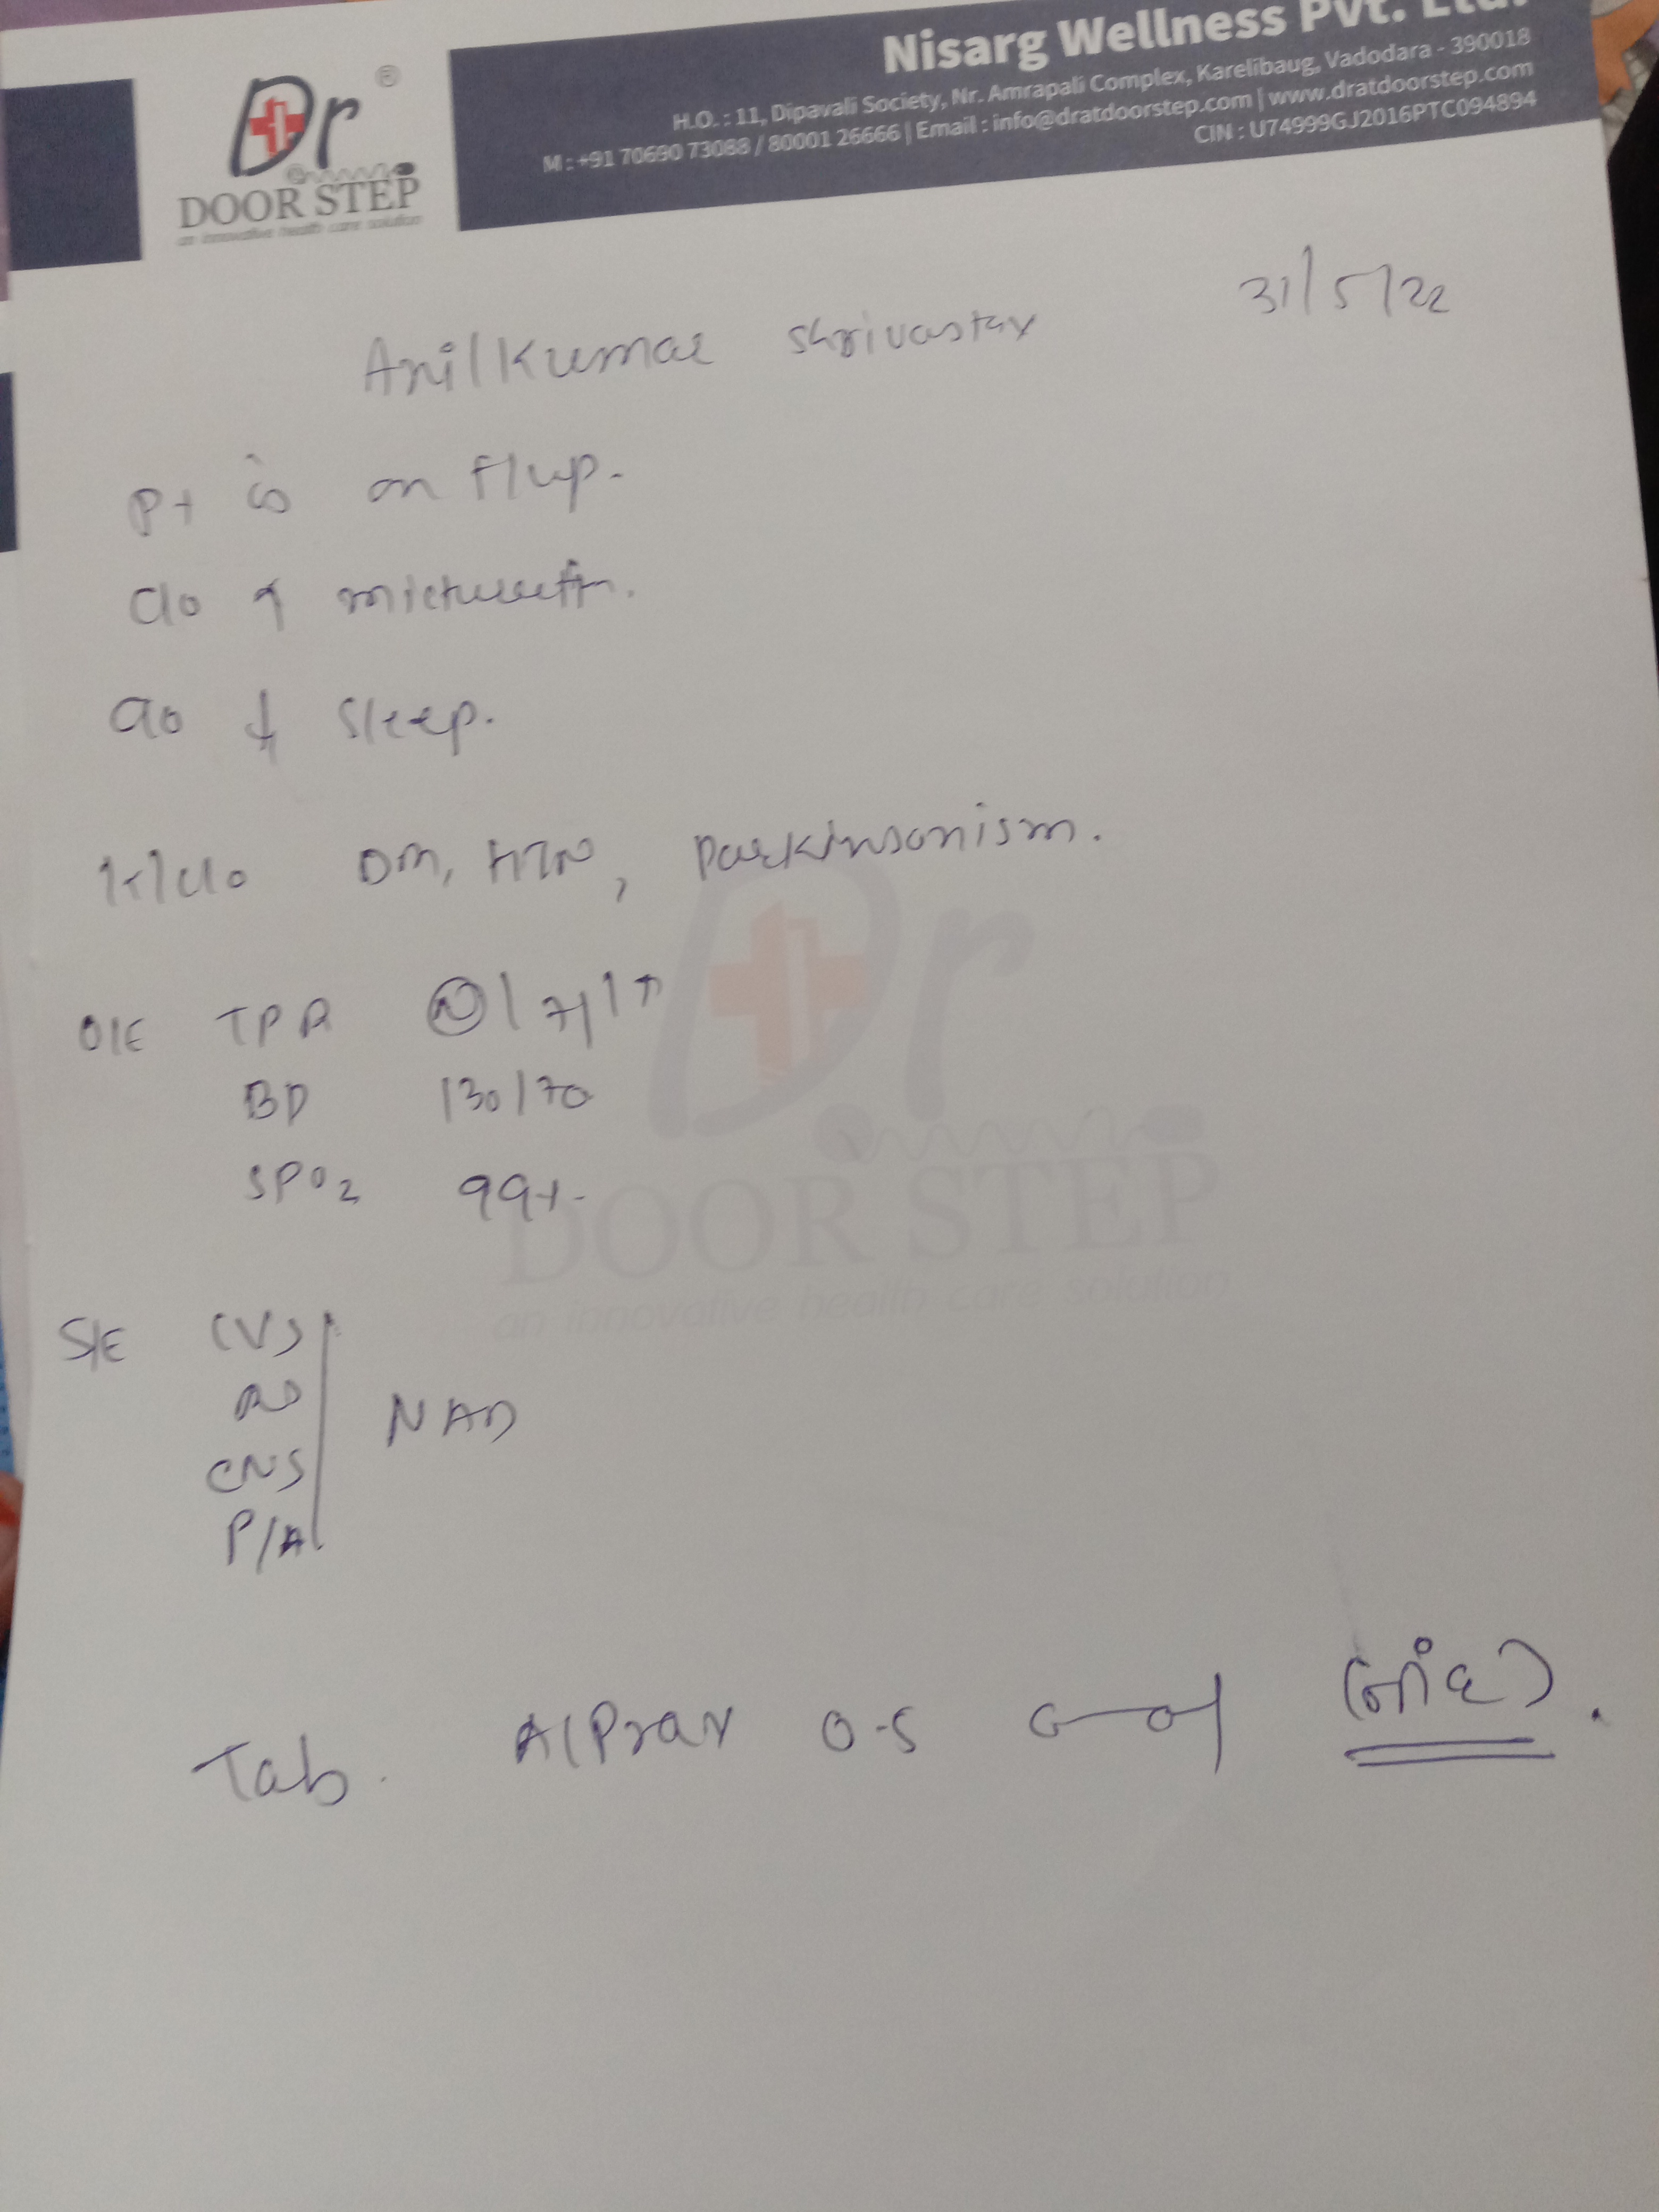 Nisarg Wellness Pvt. Ltd.
H.O. : 11, Dipavali Society, Nr. Amrapali Complex, Karelibaug, Vadodara - 390018
M : +91 70690 73088 / 80001 26666 | Email : info@dratdoorstep.com | www.dratdoorstep.com
CIN : U74999GJ2016PTC094894
Dr ®
DOOR STEP
an innovative health care solution
31/5/22
Anilkumar Shrivastav
Pt is on f/up.
C/o ↑ micturition.
C/o ↓ sleep.
K/c/o DM, HTN, Parkinsonism.
O/E TPR Ⓝ/
BP 130/70
SPO2 99%
S/E CVS
RS
CNS
NAD
P/A
Tab. Alprax 0.5 (ઊંઘ).
Dr
DOOR STEP
an innovative health care solution